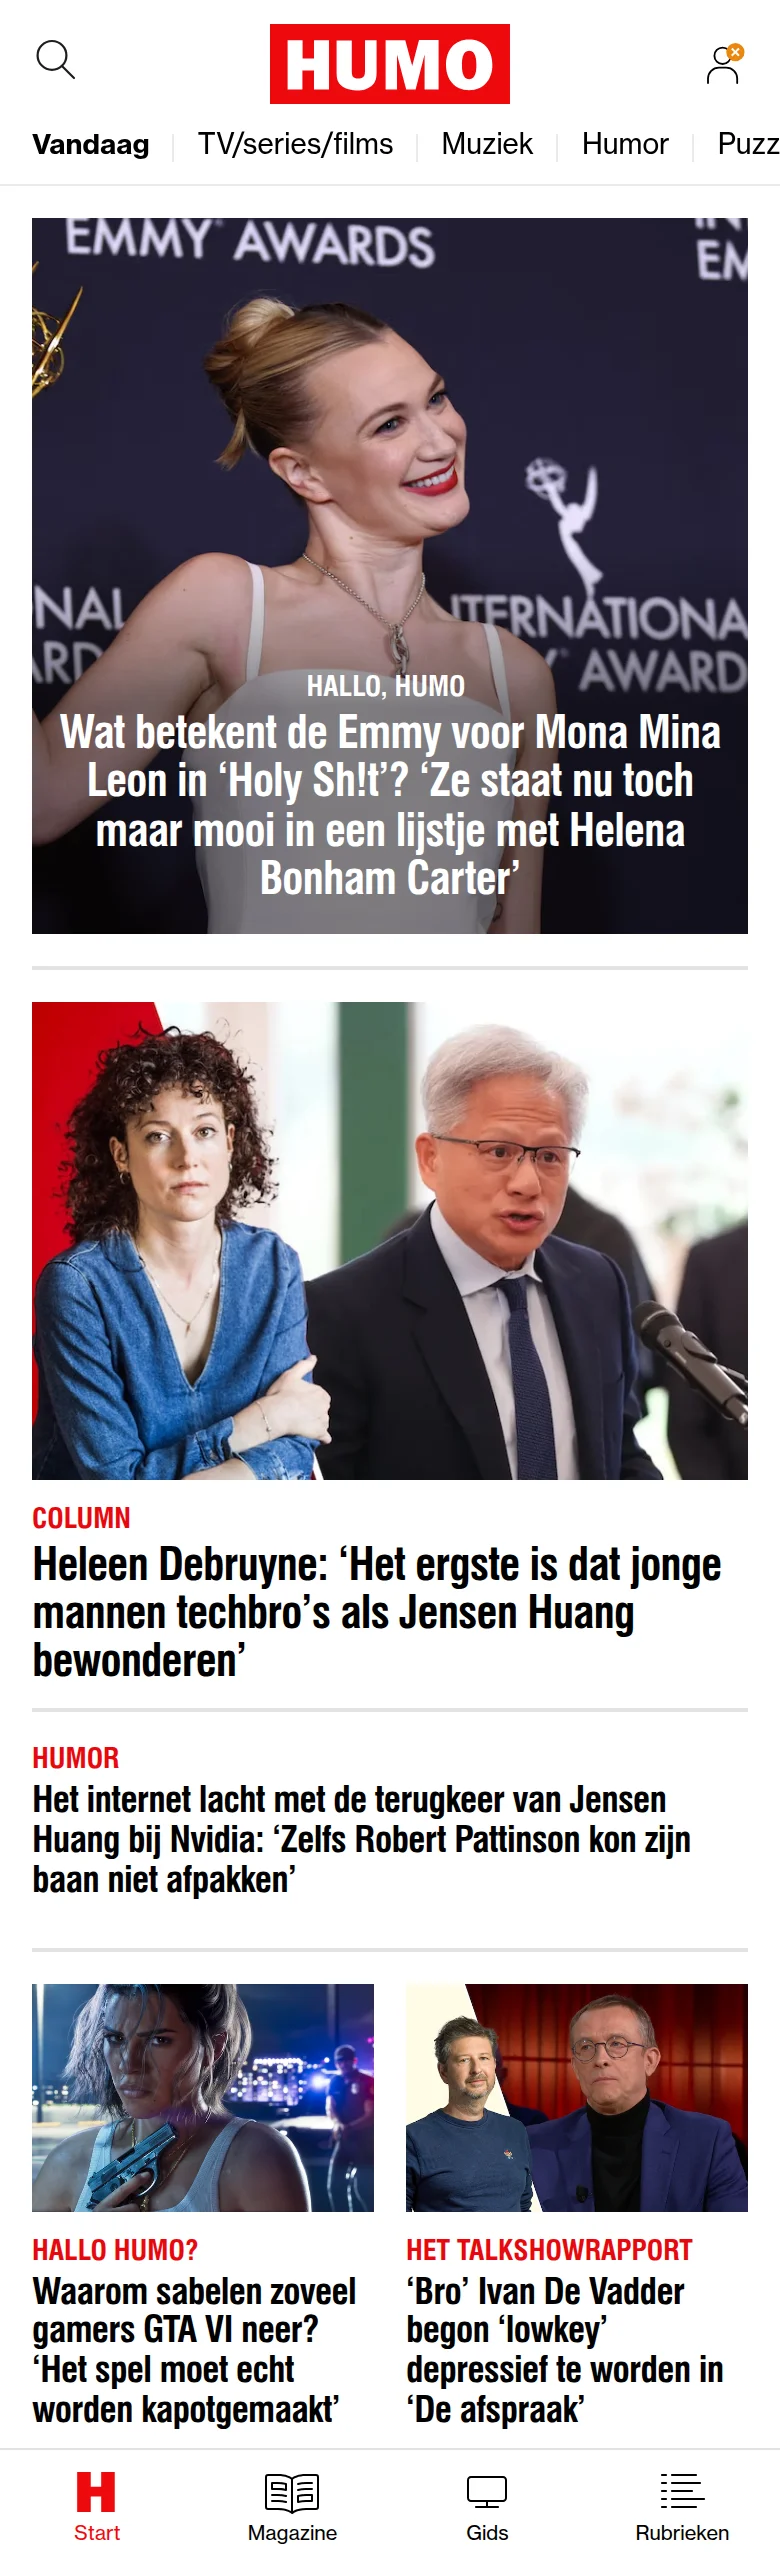 HUMO
Vandaag
TV/series/films
Muziek
Humor
Puzz
EMMY AWARDS
EM
NAL
ARD
TERNATIONA
AWARD
HALLO, HUMO
Wat betekent de Emmy voor Mona Mina
Leon in ‘Holy Sh!t’? ‘Ze staat nu toch
maar mooi in een lijstje met Helena
Bonham Carter’
COLUMN
Heleen Debruyne: ‘Het ergste is dat jonge
mannen techbro’s als Jensen Huang
bewonderen’
HUMOR
Het internet lacht met de terugkeer van Jensen
Huang bij Nvidia: ‘Zelfs Robert Pattinson kon zijn
baan niet afpakken’
HALLO HUMO?
Waarom sabelen zoveel
gamers GTA VI neer?
‘Het spel moet echt
worden kapotgemaakt’
HET TALKSHOWRAPPORT
‘Bro’ Ivan De Vadder
begon ‘lowkey’
depressief te worden in
‘De afspraak’
H
Start
Magazine
Gids
Rubrieken